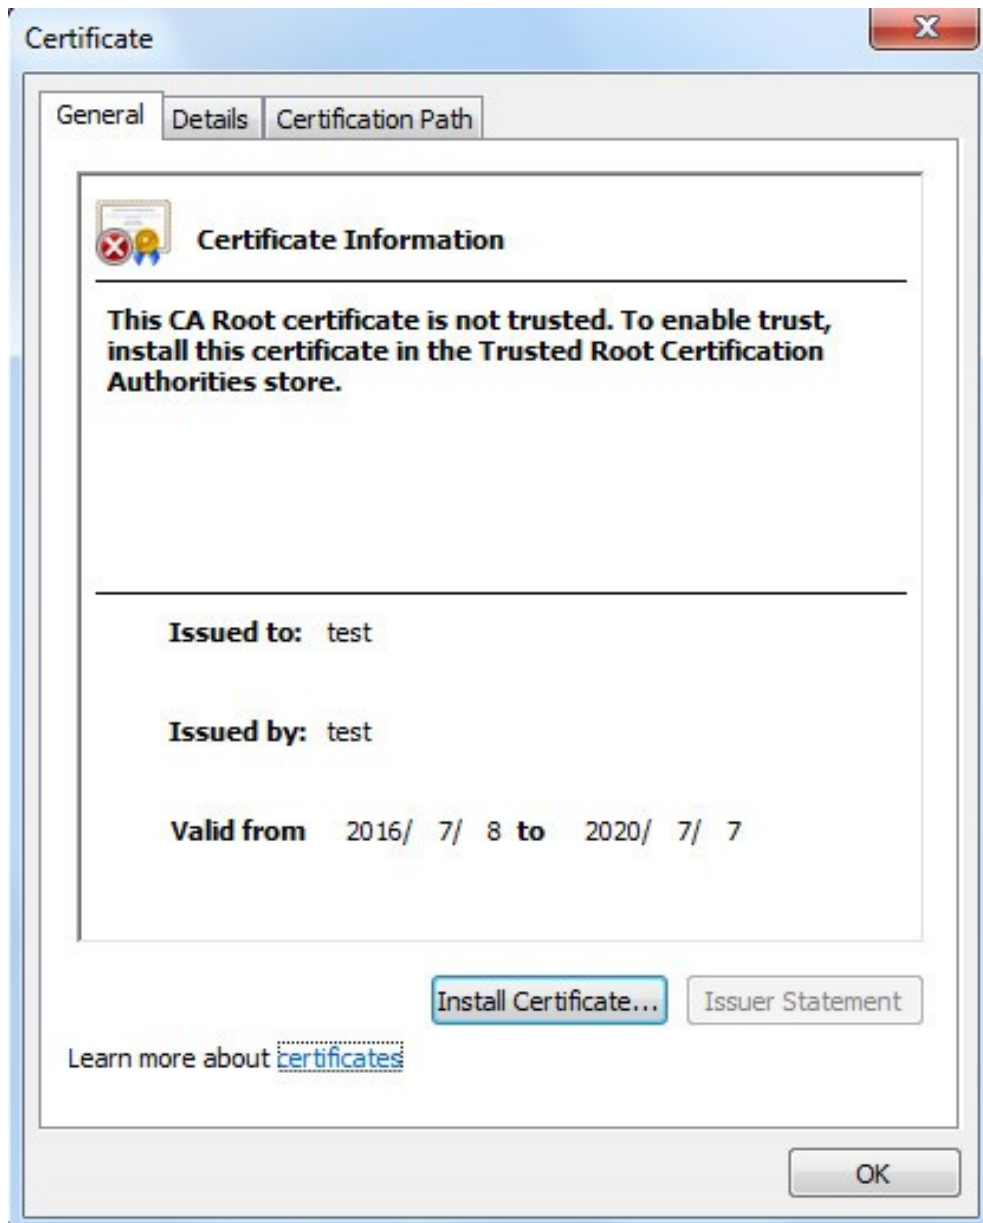 Certificate
General Details Certification Path
Certificate Information
This CA Root certificate is not trusted. To enable trust,
install this certificate in the Trusted Root Certification
Authorities store.
Issued to: test
Issued by: test
Valid from 2016/ 7/ 8 to 2020/ 7/ 7
Install Certificate... Issuer Statement
Learn more about certificates
OK